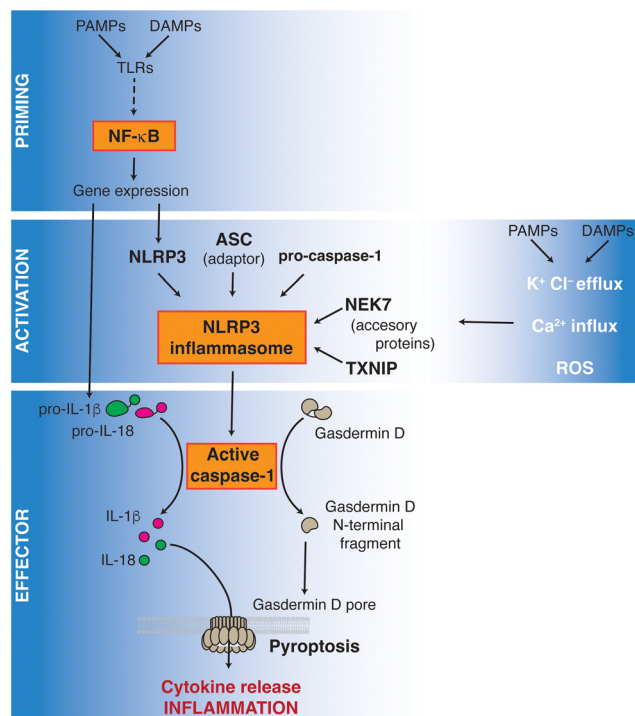 PRIMING
PAMPs
DAMPs
TLRs
NF-κB
Gene expression
ACTIVATION
NLRP3
ASC
(adaptor)
pro-caspase-1
NLRP3
inflammasome
NEK7
(accesory
proteins)
TXNIP
PAMPs
DAMPs
K⁺ Cl⁻ efflux
Ca²⁺ influx
ROS
EFFECTOR
pro-IL-1β
pro-IL-18
Active
caspase-1
Gasdermin D
IL-1β
IL-18
Gasdermin D
N-terminal
fragment
Gasdermin D pore
Pyroptosis
Cytokine release
INFLAMMATION